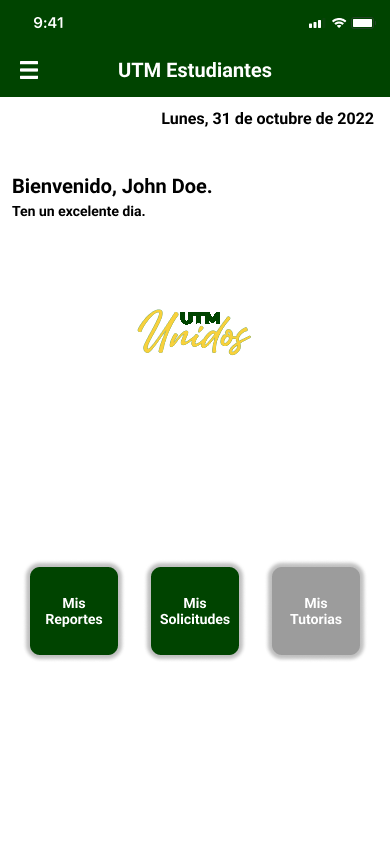 9:41
UTM Estudiantes
Lunes, 31 de octubre de 2022
Bienvenido, John Doe.
Ten un excelente dia.
UTM
Unidos
Mis
Reportes
Mis
Solicitudes
Mis
Tutorias